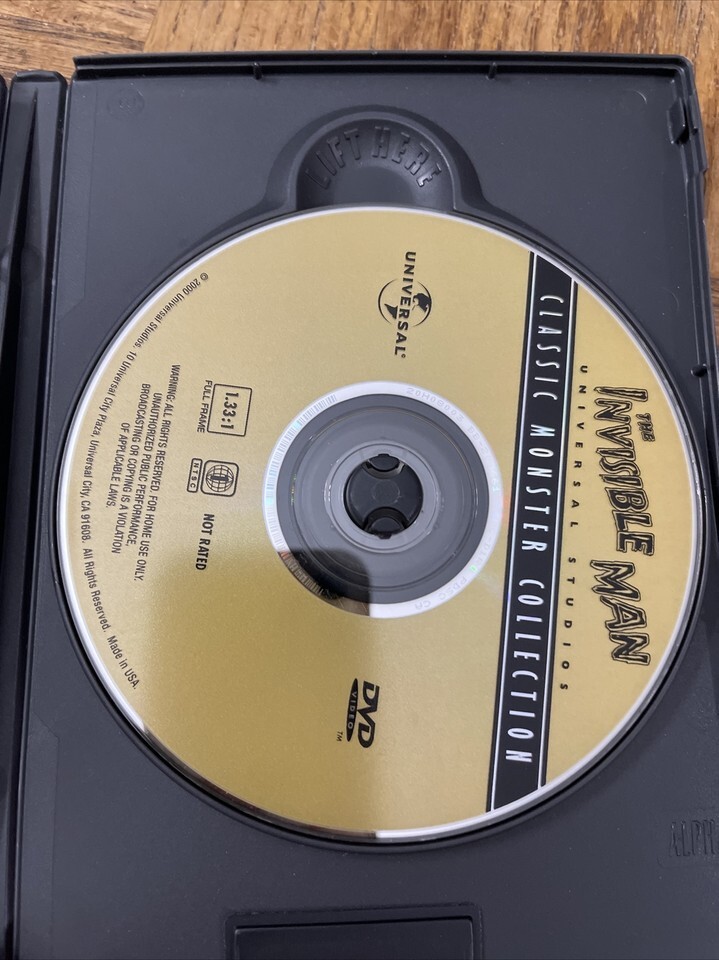 LIFT HERE
THE
INVISIBLE MAN
UNIVERSAL STUDIOS
CLASSIC MONSTER COLLECTION
UNIVERSAL®
DVD
VIDEO
TM
1.33:1
FULL FRAME
NTSC
NOT RATED
WARNING: ALL RIGHTS RESERVED. FOR HOME USE ONLY.
UNAUTHORIZED PUBLIC PERFORMANCE,
BROADCASTING OR COPYING IS A VIOLATION
OF APPLICABLE LAWS.
© 2000 Universal Studios, 10 Universal City Plaza, Universal City, CA 91608. All Rights Reserved. Made in USA.